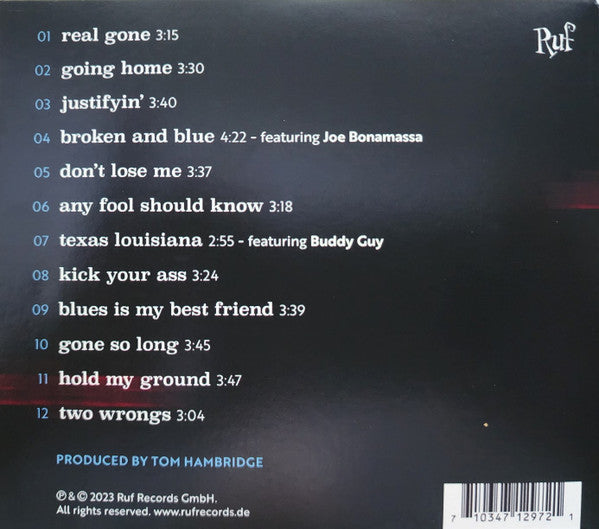 Ruf
01 real gone 3:15
02 going home 3:30
03 justifyin' 3:40
04 broken and blue 4:22 - featuring Joe Bonamassa
05 don't lose me 3:37
06 any fool should know 3:18
07 texas louisiana 2:55 - featuring Buddy Guy
08 kick your ass 3:24
09 blues is my best friend 3:39
10 gone so long 3:45
11 hold my ground 3:47
12 two wrongs 3:04
PRODUCED BY TOM HAMBRIDGE
℗ & © 2023 Ruf Records GmbH.
All rights reserved. www.rufrecords.de
7 10347 12972 1